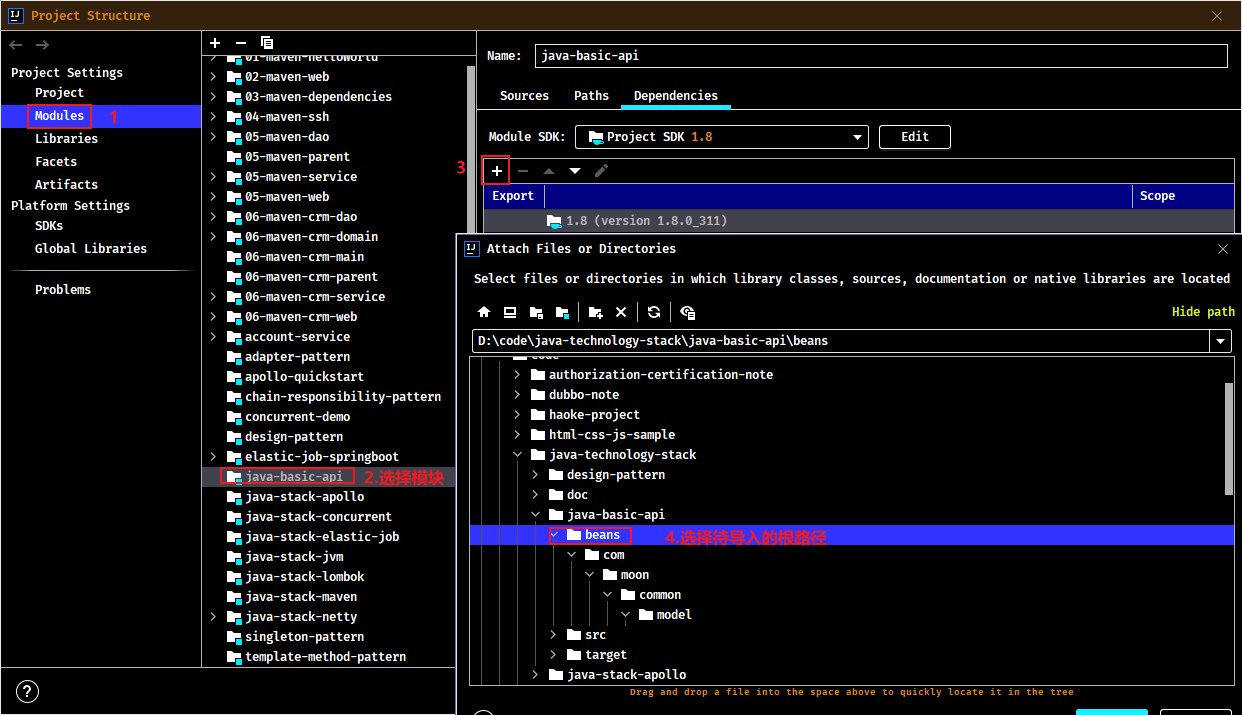 Project Structure
Project Settings
Project
Modules
1
Libraries
Facets
Artifacts
Platform Settings
SDKs
Global Libraries
Problems
01-maven-helloworld
02-maven-web
03-maven-dependencies
04-maven-ssh
05-maven-dao
05-maven-parent
05-maven-service
05-maven-web
06-maven-crm-dao
06-maven-crm-domain
06-maven-crm-main
06-maven-crm-parent
06-maven-crm-service
06-maven-crm-web
account-service
adapter-pattern
apollo-quickstart
chain-responsibility-pattern
concurrent-demo
design-pattern
elastic-job-springboot
java-basic-api 2.选择模块
java-stack-apollo
java-stack-concurrent
java-stack-elastic-job
java-stack-jvm
java-stack-lombok
java-stack-maven
java-stack-netty
singleton-pattern
template-method-pattern
Name: java-basic-api
Sources Paths Dependencies
Module SDK: Project SDK 1.8 Edit
3
Export Scope
1.8 (version 1.8.0_311)
Attach Files or Directories
Select files or directories in which library classes, sources, documentation or native libraries are located
Hide path
D:\code\java-technology-stack\java-basic-api\beans
code
authorization-certification-note
dubbo-note
haoke-project
html-css-js-sample
java-technology-stack
design-pattern
doc
java-basic-api
beans 4.选择待导入的根路径
com
moon
common
model
src
target
java-stack-apollo
Drag and drop a file into the space above to quickly locate it in the tree
?